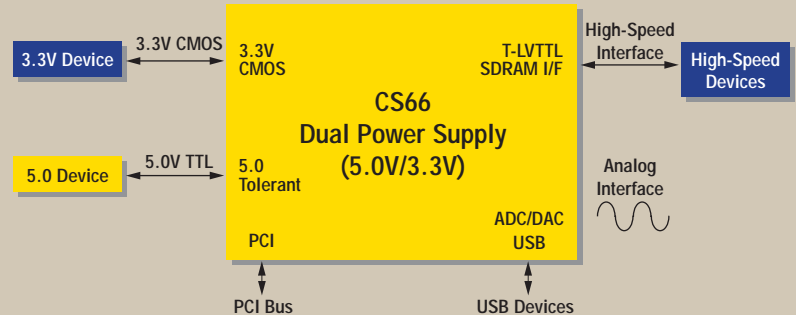 3.3V Device
3.3V CMOS
3.3V
CMOS
T-LVTTL
SDRAM I/F
High-Speed
Interface
High-Speed
Devices
CS66
Dual Power Supply
(5.0V/3.3V)
5.0 Device
5.0V TTL
5.0
Tolerant
Analog
Interface
ADC/DAC
PCI
USB
PCI Bus
USB Devices